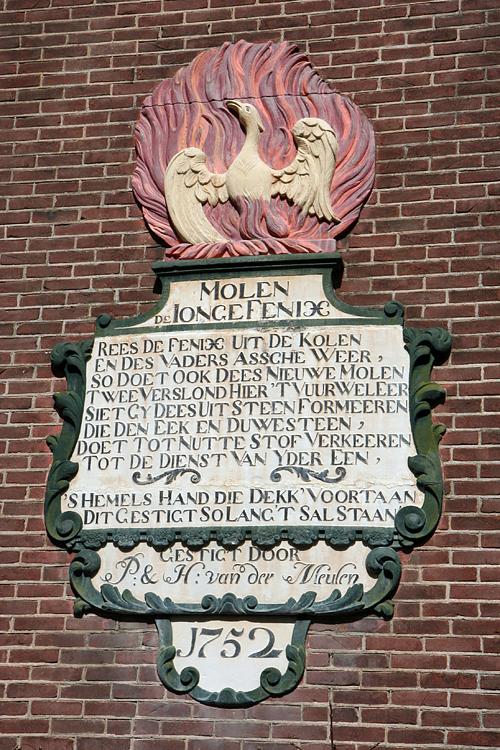 MOLEN
DE IONGE FENIX
REES DE FENIX UIT DE KOLEN
EN DES VADERS ASSCHE WEER,
SO DOET OOK DEES NIEUWE MOLEN
TWEE VERSLOND HIER 'T VUUR WEL EER
SIET GY DEES UIT STEEN FORMEEREN
DIE DEN EEK EN DUWESTEEN,
DOET TOT NUTTE STOF VERKEEREN
TOT DE DIENST VAN YDER EEN,
'S HEMELS HAND DIE DEKK' VOORTAAN
DIT GESTIGT SO LANG 'T SAL STAAN
GESTIGT DOOR
P: & H: van der Meulen
1752